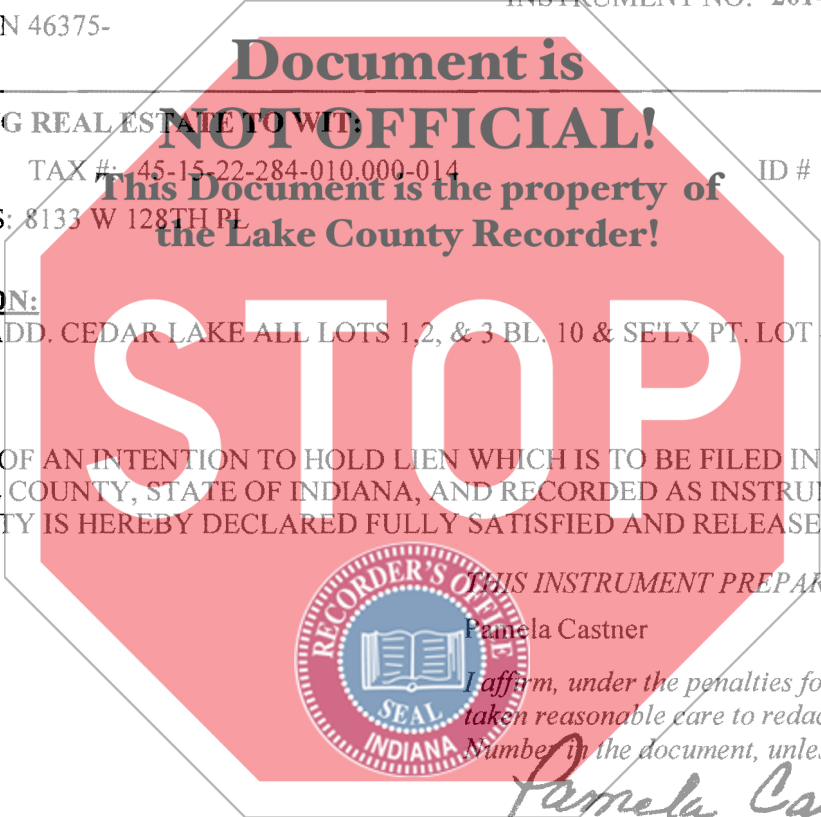 INSTRUMENT NO. 201
N 46375-
Document is
NOT OFFICIAL!
G REAL ESTATE TO WIT:
TAX #: 45-15-22-284-010.000-014 ID #
This Document is the property of
S: 8133 W 128TH PL
the Lake County Recorder!
ON:
ADD. CEDAR LAKE ALL LOTS 1,2, & 3 BL. 10 & SE'LY PT. LOT
STOP
OF AN INTENTION TO HOLD LIEN WHICH IS TO BE FILED IN
COUNTY, STATE OF INDIANA, AND RECORDED AS INSTRU
TY IS HEREBY DECLARED FULLY SATISFIED AND RELEASE
RECORDER'S OFFICE
SEAL
INDIANA
THIS INSTRUMENT PREPAR
Pamela Castner
I affirm, under the penalties fo
taken reasonable care to redac
Number in the document, unles
Pamela Ca